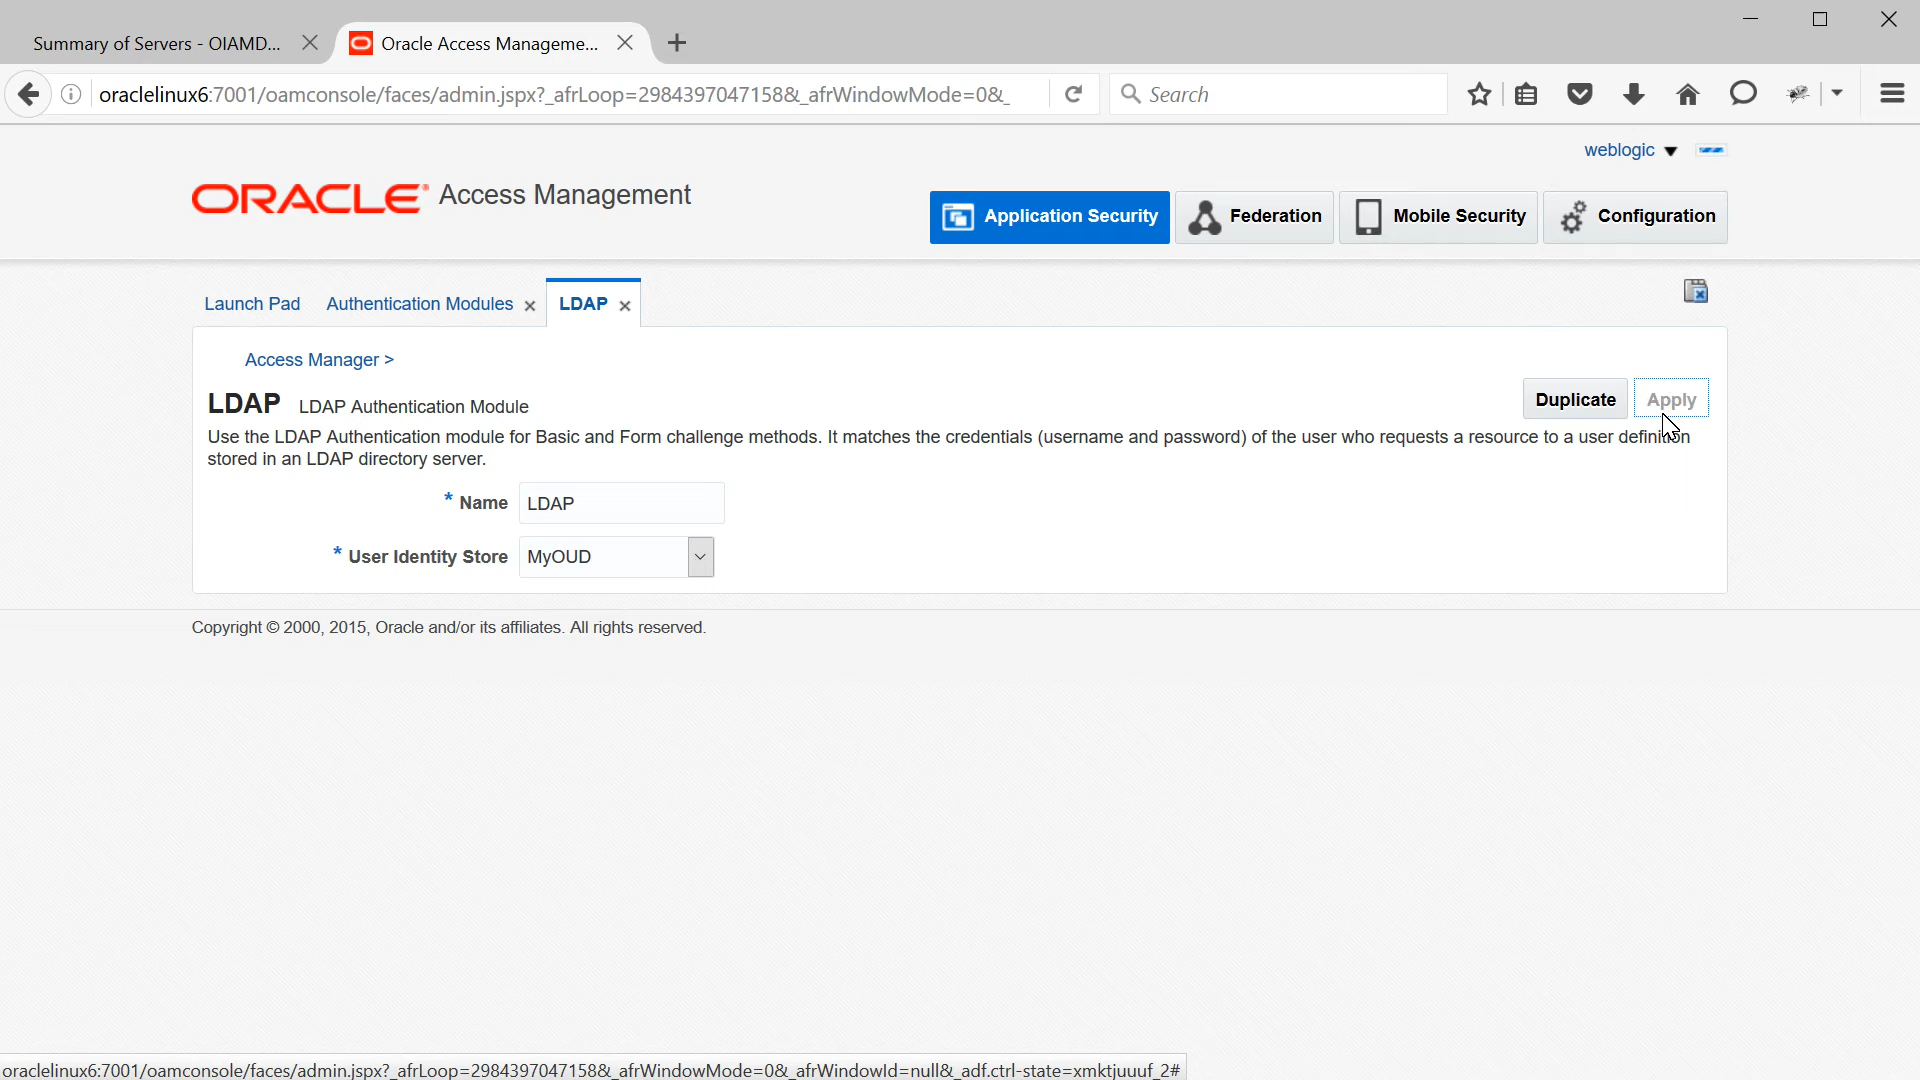 Summary of Servers - OIAMD...
Oracle Access Manageme...
oraclelinux6:7001/oamconsole/faces/admin.jspx?_afrLoop=2984397047158&_afrWindowMode=0&_
Search
weblogic
ORACLE Access Management
Application Security
Federation
Mobile Security
Configuration
Launch Pad
Authentication Modules
LDAP
Access Manager >
LDAP LDAP Authentication Module
Duplicate
Apply
Use the LDAP Authentication module for Basic and Form challenge methods. It matches the credentials (username and password) of the user who requests a resource to a user definition
stored in an LDAP directory server.
* Name LDAP
* User Identity Store MyOUD
Copyright © 2000, 2015, Oracle and/or its affiliates. All rights reserved.
oraclelinux6:7001/oamconsole/faces/admin.jspx?_afrLoop=2984397047158&_afrWindowMode=0&_afrWindowId=null&_adf.ctrl-state=xmktjuuuf_2#